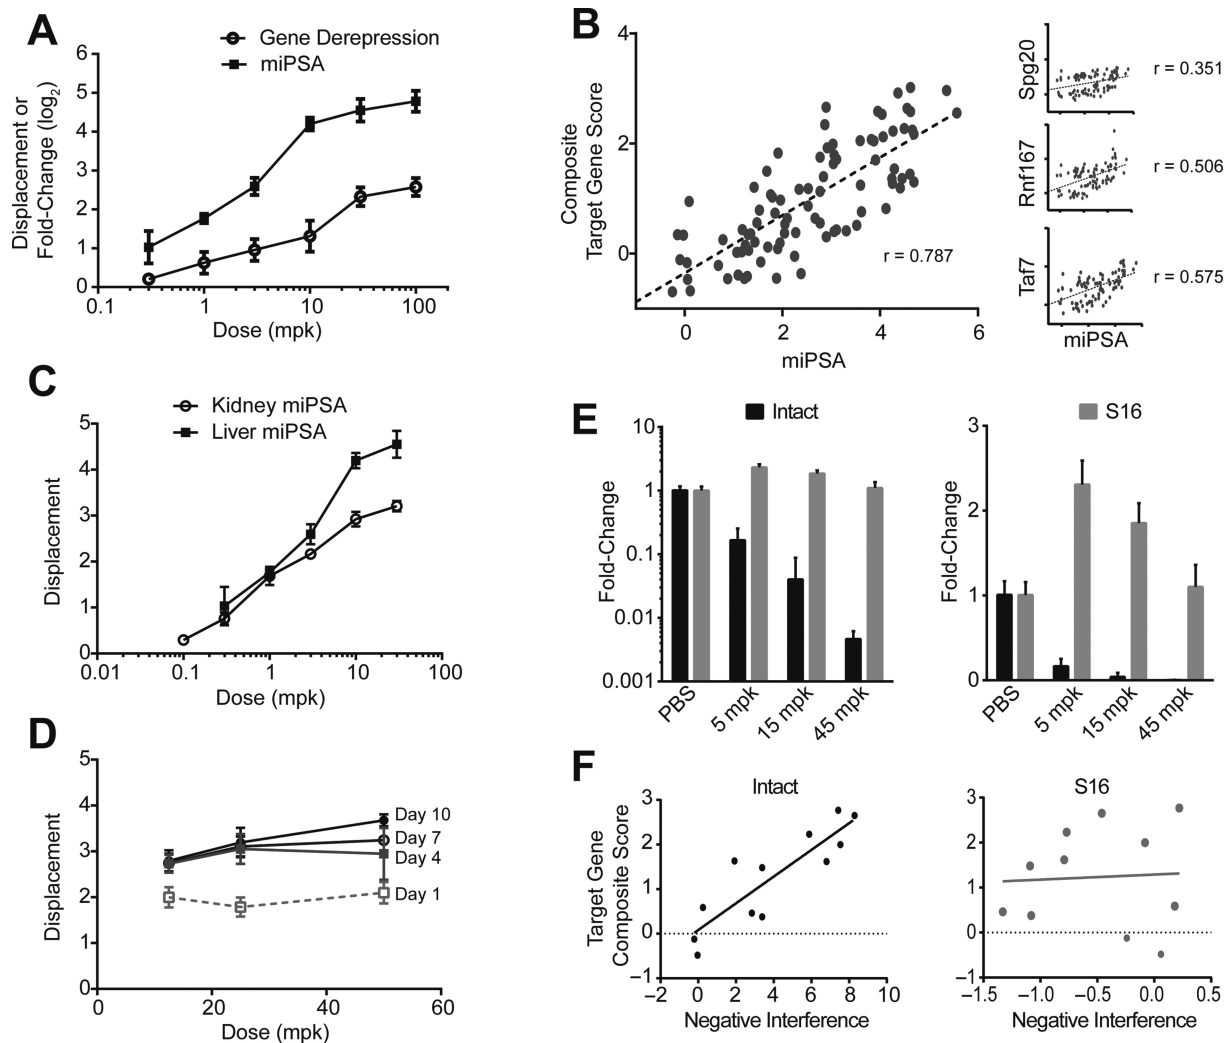 A
Gene Derepression
miPSA
Displacement or
Fold-Change (log2)
6
5
4
3
2
1
0
0.1
1
10
100
Dose (mpk)
B
Composite
Target Gene Score
4
2
0
r = 0.787
0
2
4
6
miPSA
Spg20
r = 0.351
Rnf167
r = 0.506
Taf7
r = 0.575
miPSA
C
Kidney miPSA
Liver miPSA
Displacement
5
4
3
2
1
0
0.01
0.1
1
10
100
Dose (mpk)
D
Displacement
5
4
3
2
1
0
Day 10
Day 7
Day 4
Day 1
0
20
40
60
Dose (mpk)
E
Intact
S16
Fold-Change
10
1
0.1
0.01
0.001
PBS
5 mpk
15 mpk
45 mpk
Fold-Change
3
2
1
0
PBS
5 mpk
15 mpk
45 mpk
F
Intact
Target Gene
Composite Score
3
2
1
0
−1
−2
0
2
4
6
8
10
Negative Interference
S16
3
2
1
0
−1
−1.5
−1.0
−0.5
0.0
0.5
Negative Interference